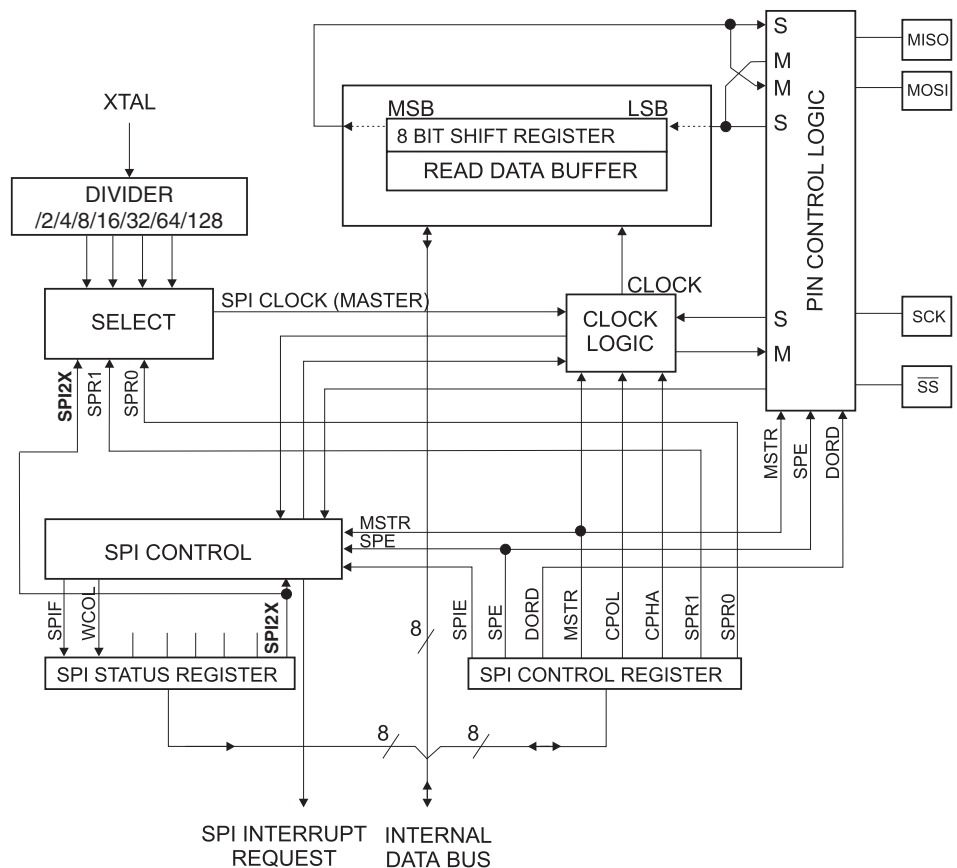 S
MISO
M
M
MOSI
S
PIN CONTROL LOGIC
MSB
LSB
8 BIT SHIFT REGISTER
READ DATA BUFFER
XTAL
DIVIDER
/2/4/8/16/32/64/128
SPI CLOCK (MASTER)
CLOCK
SELECT
CLOCK
LOGIC
S
M
SCK
SS
SPI2X
SPR1
SPR0
MSTR
SPE
DORD
MSTR
SPE
SPI CONTROL
SPIF
WCOL
SPI2X
8
SPIE
SPE
DORD
MSTR
CPOL
CPHA
SPR1
SPR0
SPI STATUS REGISTER
SPI CONTROL REGISTER
8
8
SPI INTERRUPT
REQUEST
INTERNAL
DATA BUS